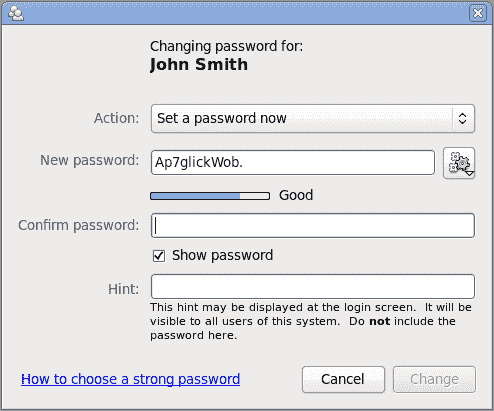 Changing password for:
John Smith
Action: Set a password now
New password: Ap7glickWob.
Good
Confirm password:
Show password
Hint:
This hint may be displayed at the login screen. It will be
visible to all users of this system. Do not include the
password here.
How to choose a strong password Cancel Change